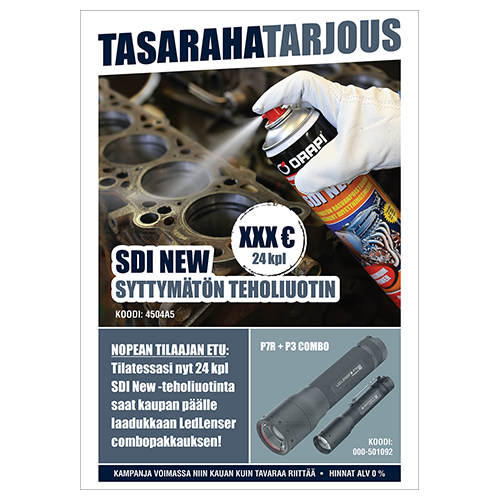 TASARAHATARJOUS
ORAPI
SDI NEW
XXX €
24 kpl
SDI NEW
SYTTYMÄTÖN TEHOLIUOTIN
KOODI: 4504A5
NOPEAN TILAAJAN ETU:
Tilatessasi nyt 24 kpl
SDI New -teholiuotinta
saat kaupan päälle
laadukkaan LedLenser
combopakkauksen!
P7R + P3 COMBO
LEDLENSER
KOODI:
000-501092
KAMPANJA VOIMASSA NIIN KAUAN KUIN TAVARAA RIITTÄÄ • HINNAT ALV 0 %